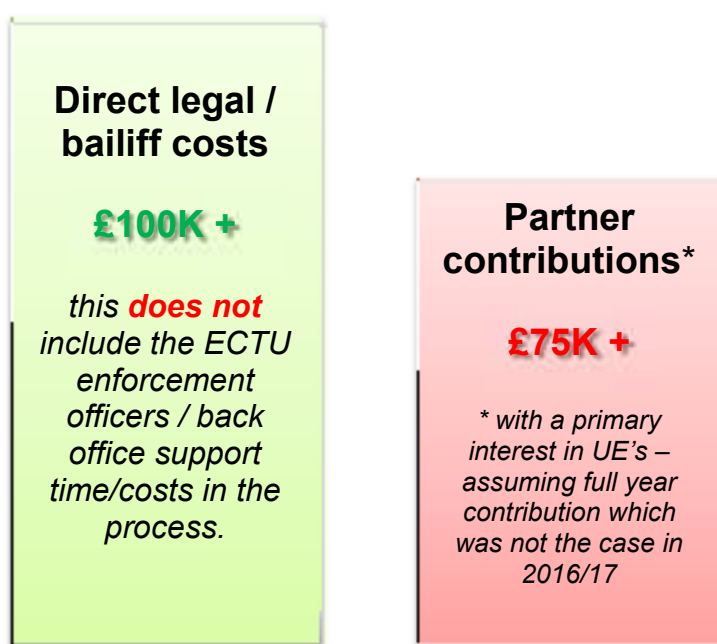 Direct legal /
bailiff costs
£100K +
this does not
include the ECTU
enforcement
officers / back
office support
time/costs in the
process.
Partner
contributions*
£75K +
* with a primary
interest in UE’s –
assuming full year
contribution which
was not the case in
2016/17